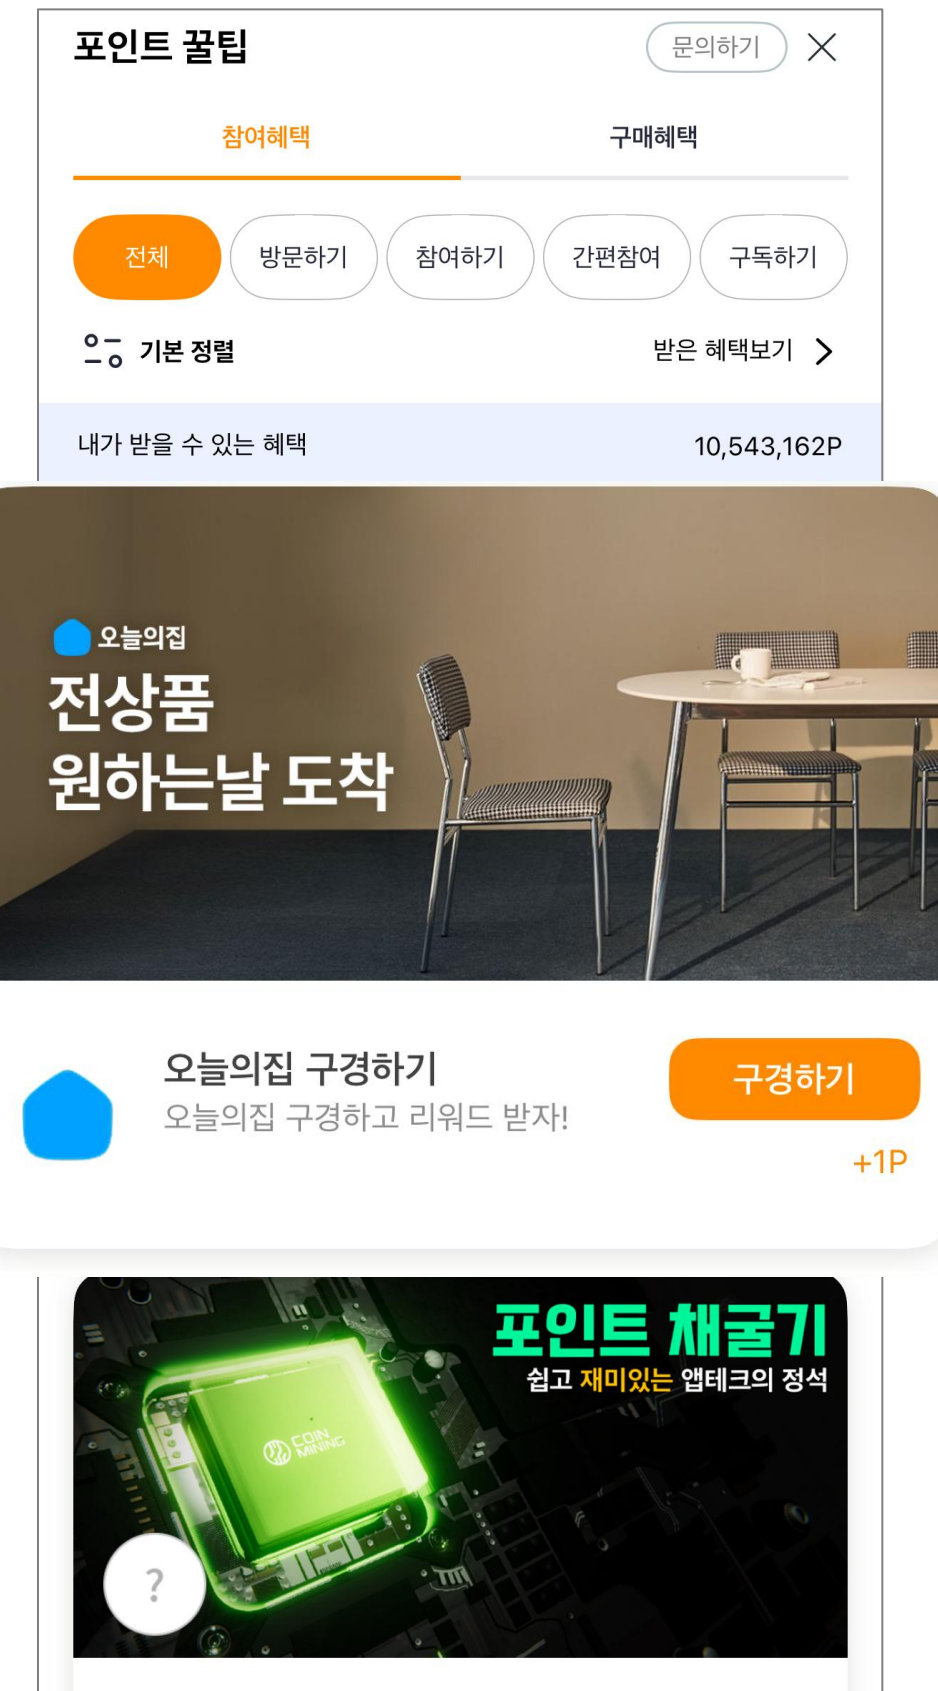 포인트 꿀팁
문의하기
참여혜택 구매혜택
전체 방문하기 참여하기 간편참여 구독하기
기본 정렬 받은 혜택보기
내가 받을 수 있는 혜택 10,543,162P
오늘의집
전상품
원하는날 도착
오늘의집 구경하기
오늘의집 구경하고 리워드 받자!
구경하기
+1P
포인트 채굴기
쉽고 재미있는 앱테크의 정석
COIN
MINING
?